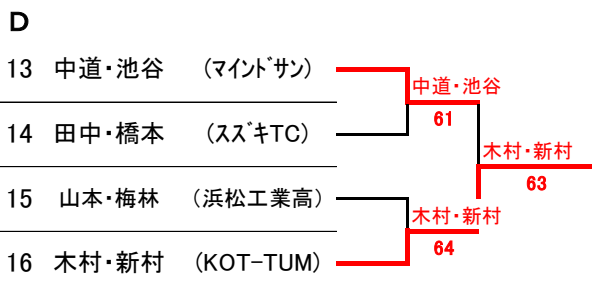 D
13 中道・池谷 (マインドサン)
中道・池谷
61
14 田中・橋本 (スズキTC)
木村・新村
63
15 山本・梅林 (浜松工業高)
木村・新村
64
16 木村・新村 (KOT-TUM)